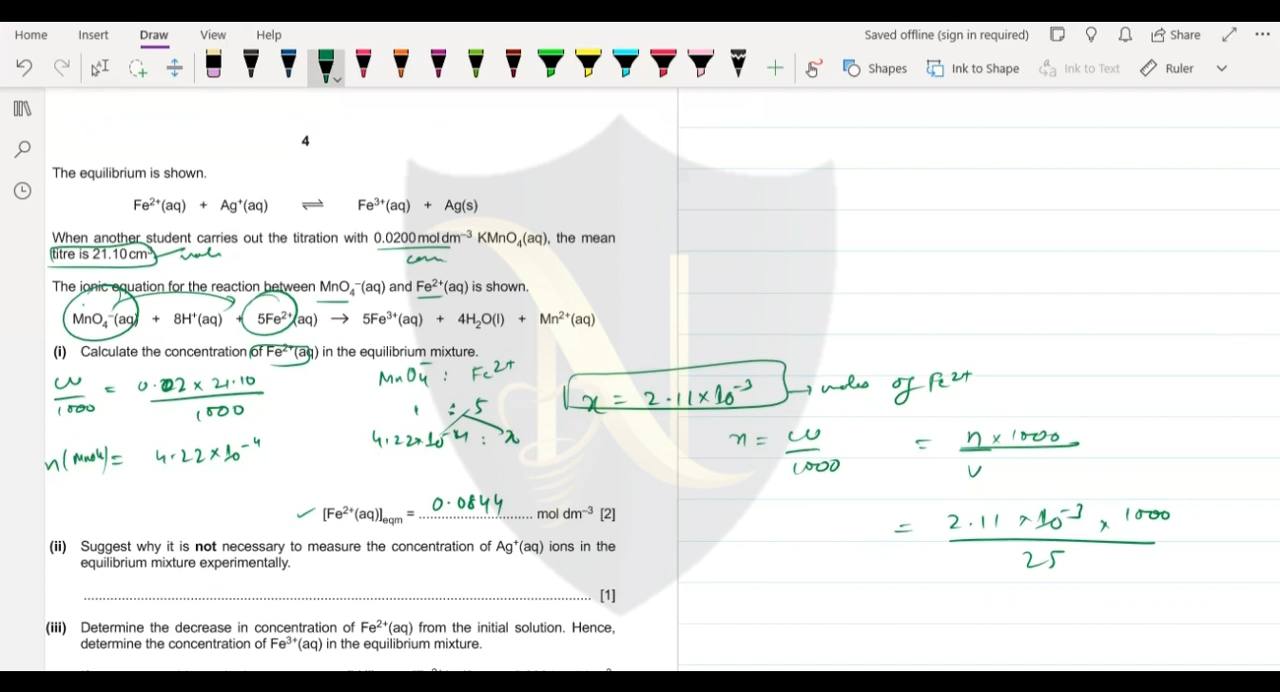 Home Insert Draw View Help Saved offline (sign in required) Share
Shapes Ink to Shape Ink to Text Ruler
4
The equilibrium is shown.
Fe²⁺(aq) + Ag⁺(aq) ⇌ Fe³⁺(aq) + Ag(s)
When another student carries out the titration with 0.0200 mol dm⁻³ KMnO₄(aq), the mean
titre is 21.10 cm³
The ionic equation for the reaction between MnO₄⁻(aq) and Fe²⁺(aq) is shown.
MnO₄⁻(aq) + 8H⁺(aq) + 5Fe²⁺(aq) → 5Fe³⁺(aq) + 4H₂O(l) + Mn²⁺(aq)
(i) Calculate the concentration of Fe²⁺(aq) in the equilibrium mixture.
/1000 = 0.02 × 21.10 / 1000
MnO₄⁻ : Fe²⁺
1 : 5
4.22×10⁻⁴ : x
n(MnO4) = 4.22×10⁻⁴
x = 2.11×10⁻³ → moles of Fe²⁺
n = cv / 1000 = n × 1000 / v
= 2.11 × 10⁻³ × 1000 / 25
[Fe²⁺(aq)]eqm = 0.0844 mol dm⁻³ [2]
(ii) Suggest why it is not necessary to measure the concentration of Ag⁺(aq) ions in the
equilibrium mixture experimentally.
[1]
(iii) Determine the decrease in concentration of Fe²⁺(aq) from the initial solution. Hence,
determine the concentration of Fe³⁺(aq) in the equilibrium mixture.